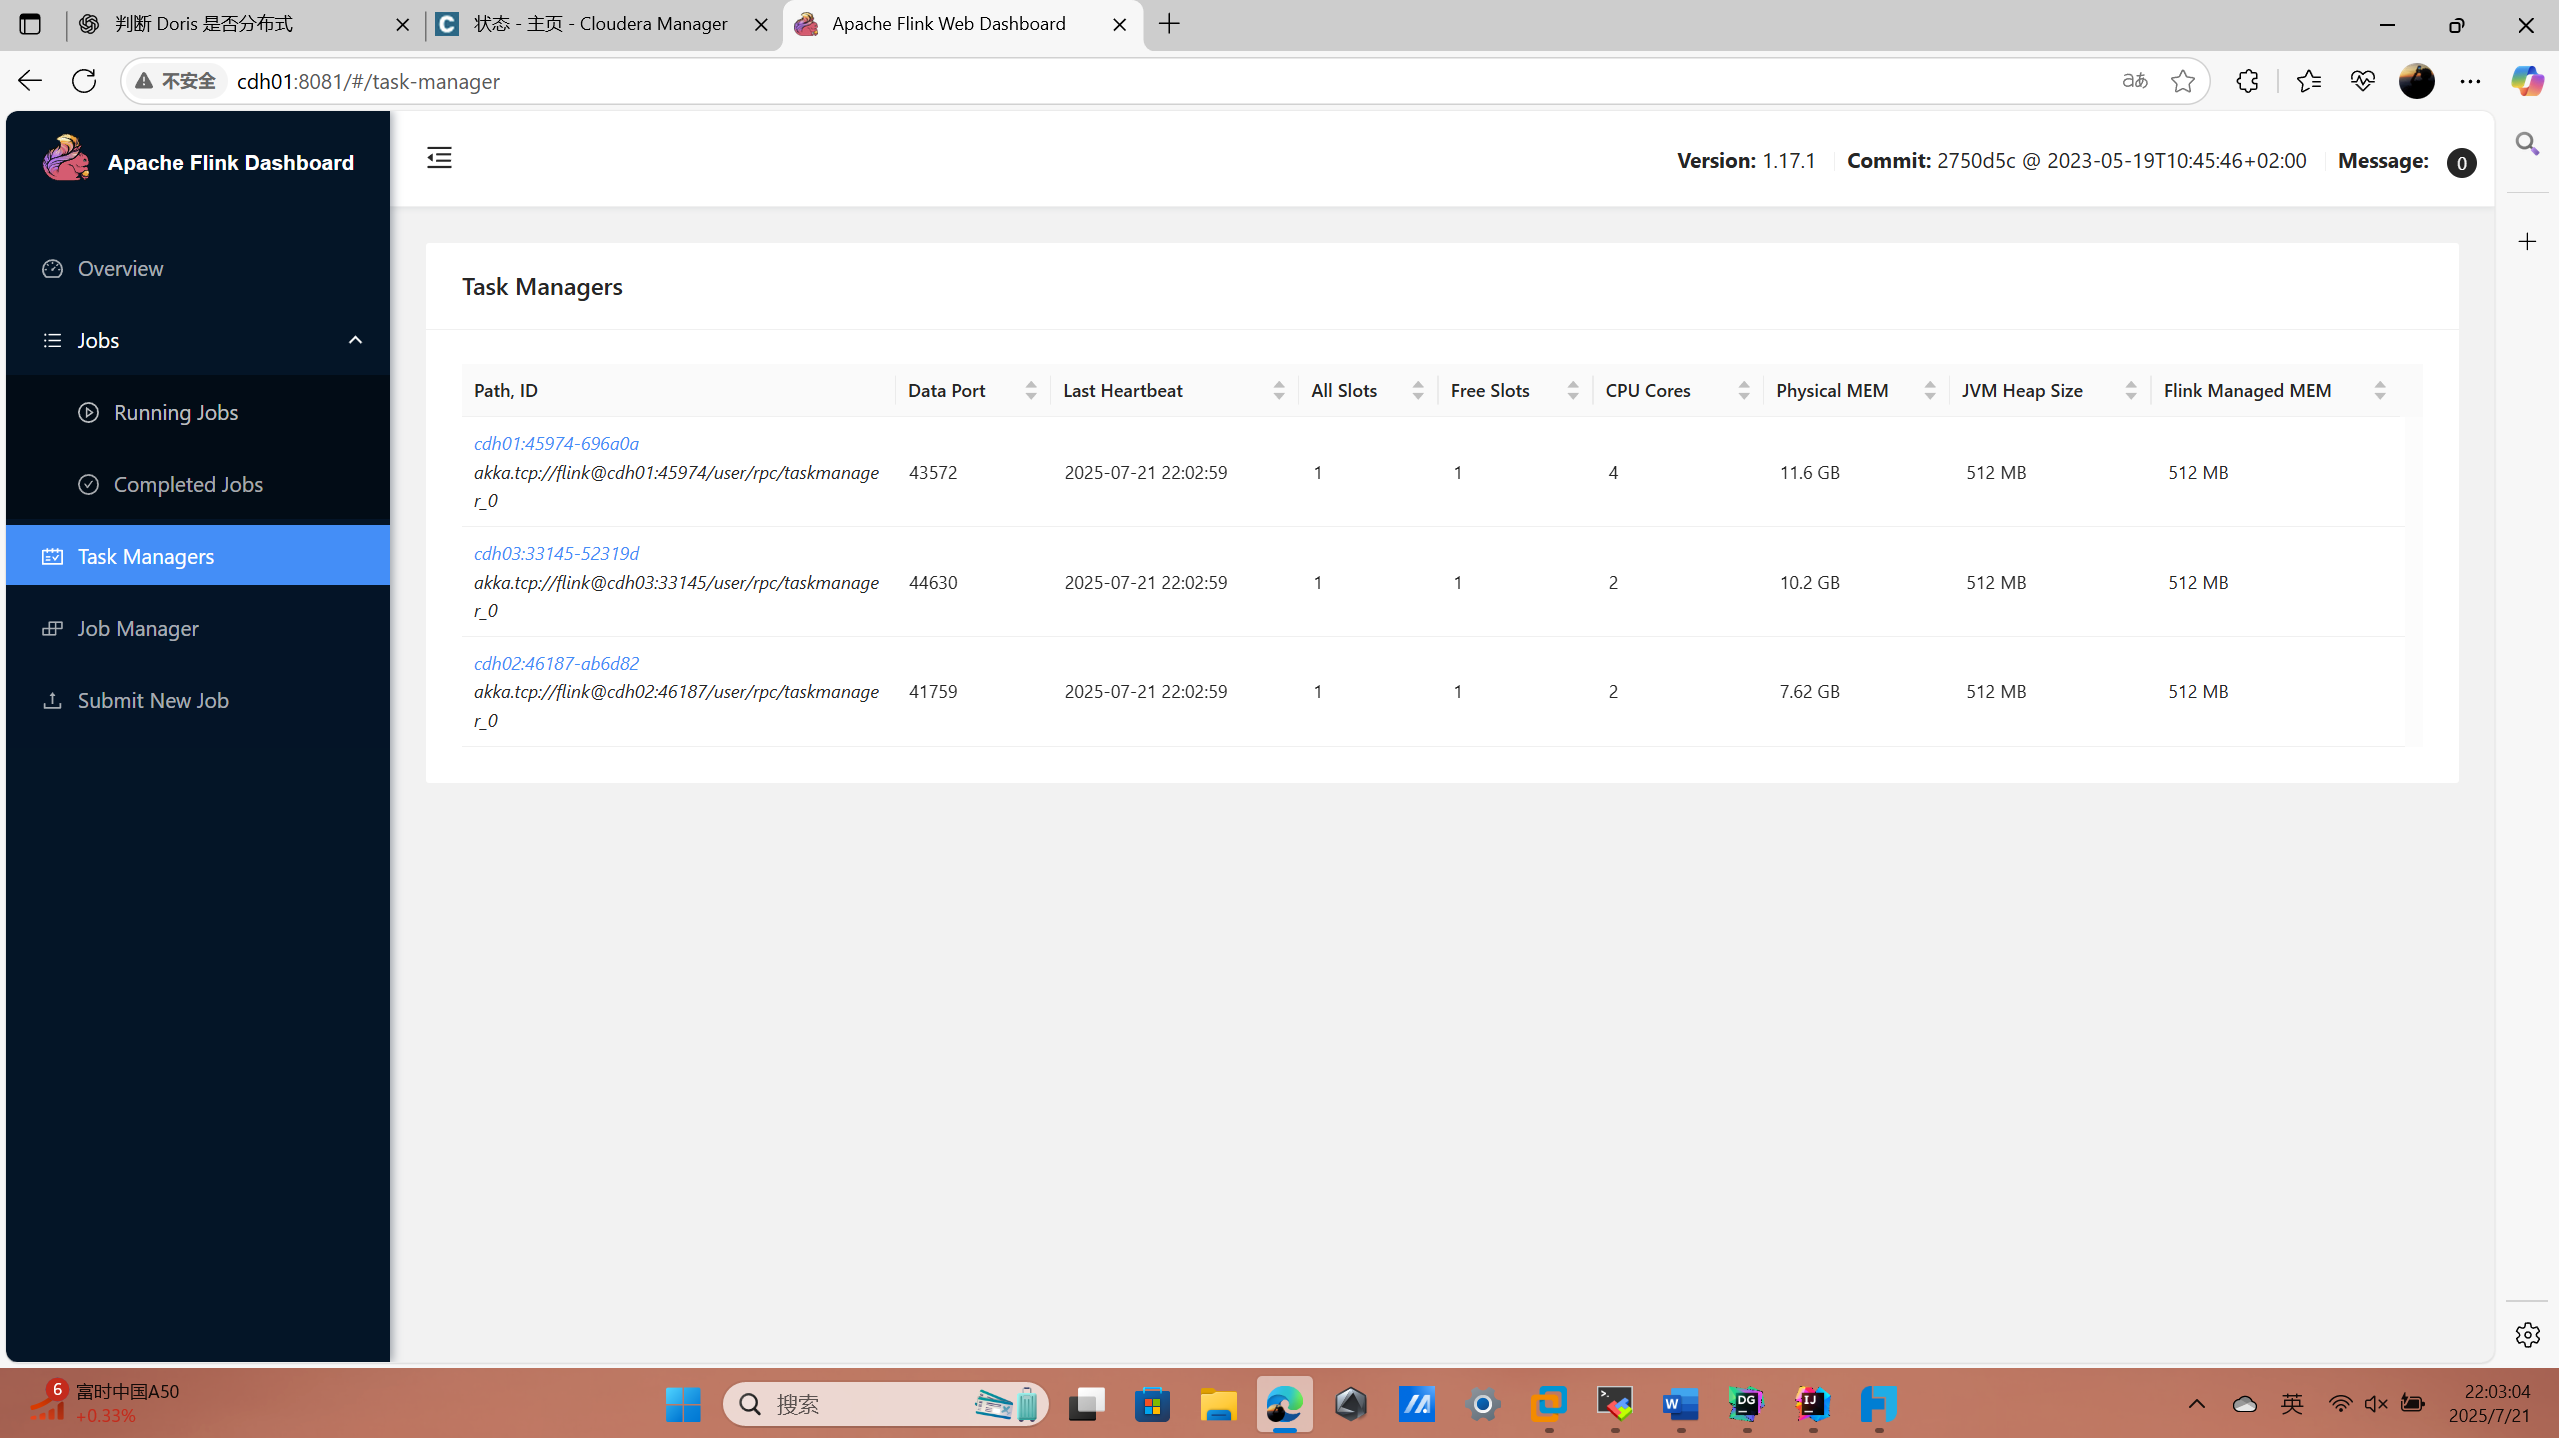 判断 Doris 是否分布式
状态 - 主页 - Cloudera Manager
Apache Flink Web Dashboard
不安全 cdh01:8081/#/task-manager
Apache Flink Dashboard
Version: 1.17.1 Commit: 2750d5c @ 2023-05-19T10:45:46+02:00 Message: 0
Overview
Jobs
Running Jobs
Completed Jobs
Task Managers
Job Manager
Submit New Job
Task Managers
Path, ID Data Port Last Heartbeat All Slots Free Slots CPU Cores Physical MEM JVM Heap Size Flink Managed MEM
cdh01:45974-696a0a
akka.tcp://flink@cdh01:45974/user/rpc/taskmanage 43572 2025-07-21 22:02:59 1 1 4 11.6 GB 512 MB 512 MB
r_0
cdh03:33145-52319d
akka.tcp://flink@cdh03:33145/user/rpc/taskmanage 44630 2025-07-21 22:02:59 1 1 2 10.2 GB 512 MB 512 MB
r_0
cdh02:46187-ab6d82
akka.tcp://flink@cdh02:46187/user/rpc/taskmanage 41759 2025-07-21 22:02:59 1 1 2 7.62 GB 512 MB 512 MB
r_0
6 富时中国A50
+0.33%
搜索
W
DG
IJ
英
22:03:04
2025/7/21